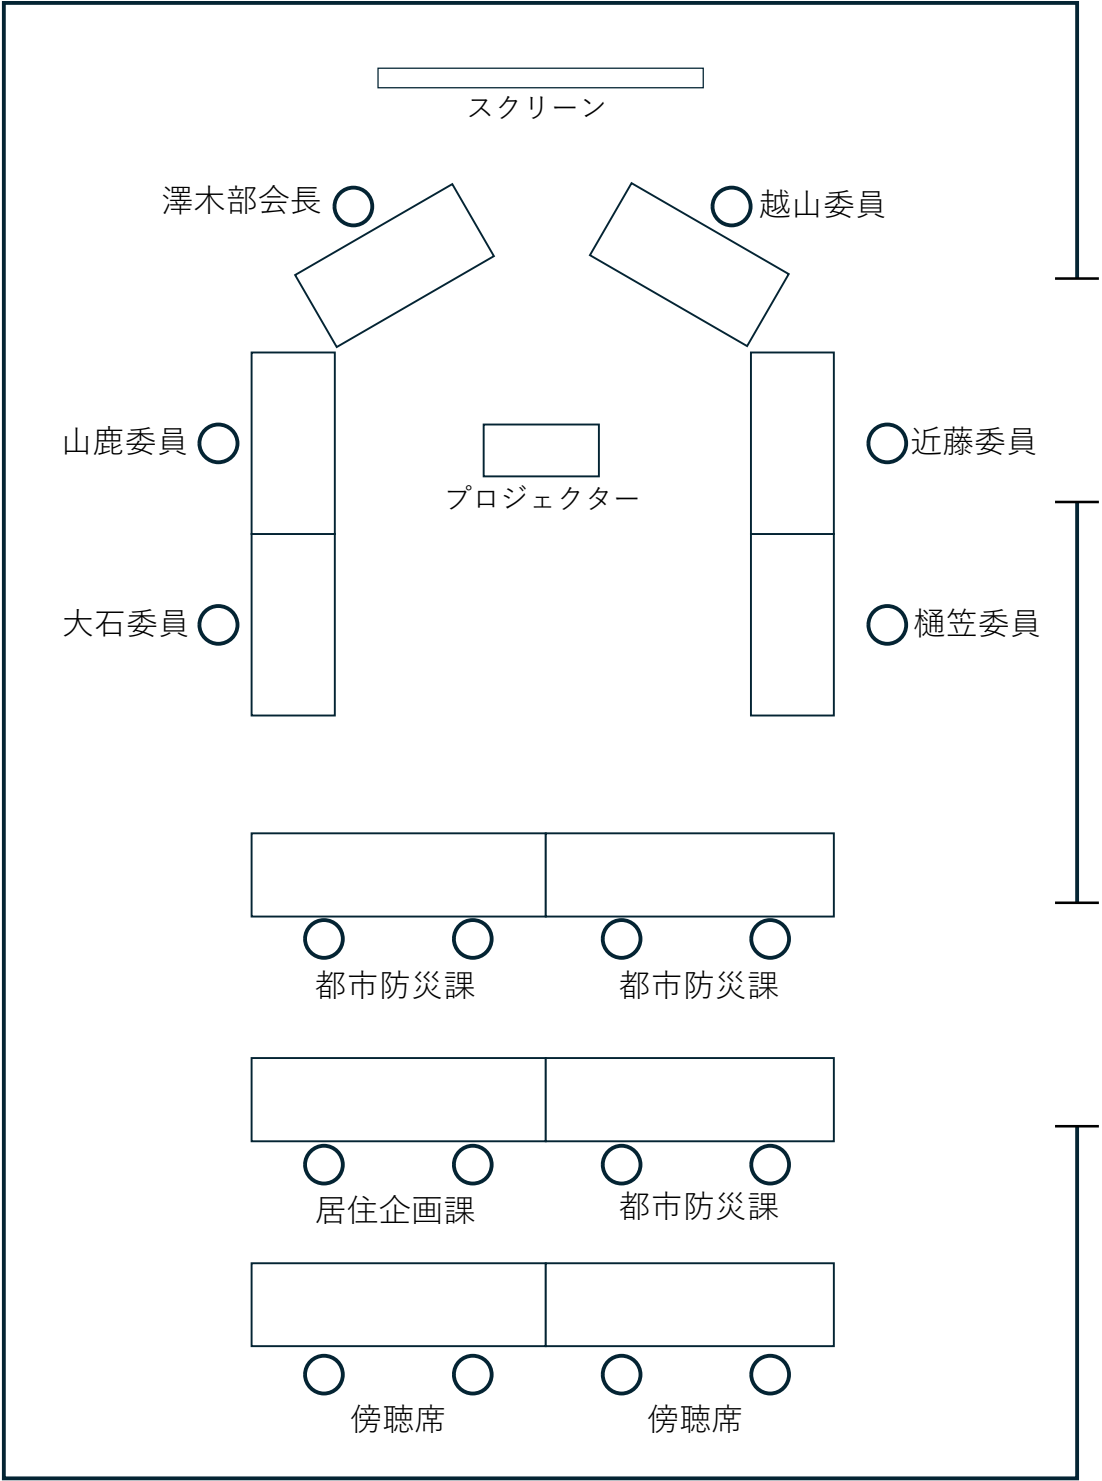 スクリーン
澤木部会長
越山委員
山鹿委員
近藤委員
プロジェクター
大石委員
樋笠委員
都市防災課
都市防災課
居住企画課
都市防災課
傍聴席
傍聴席